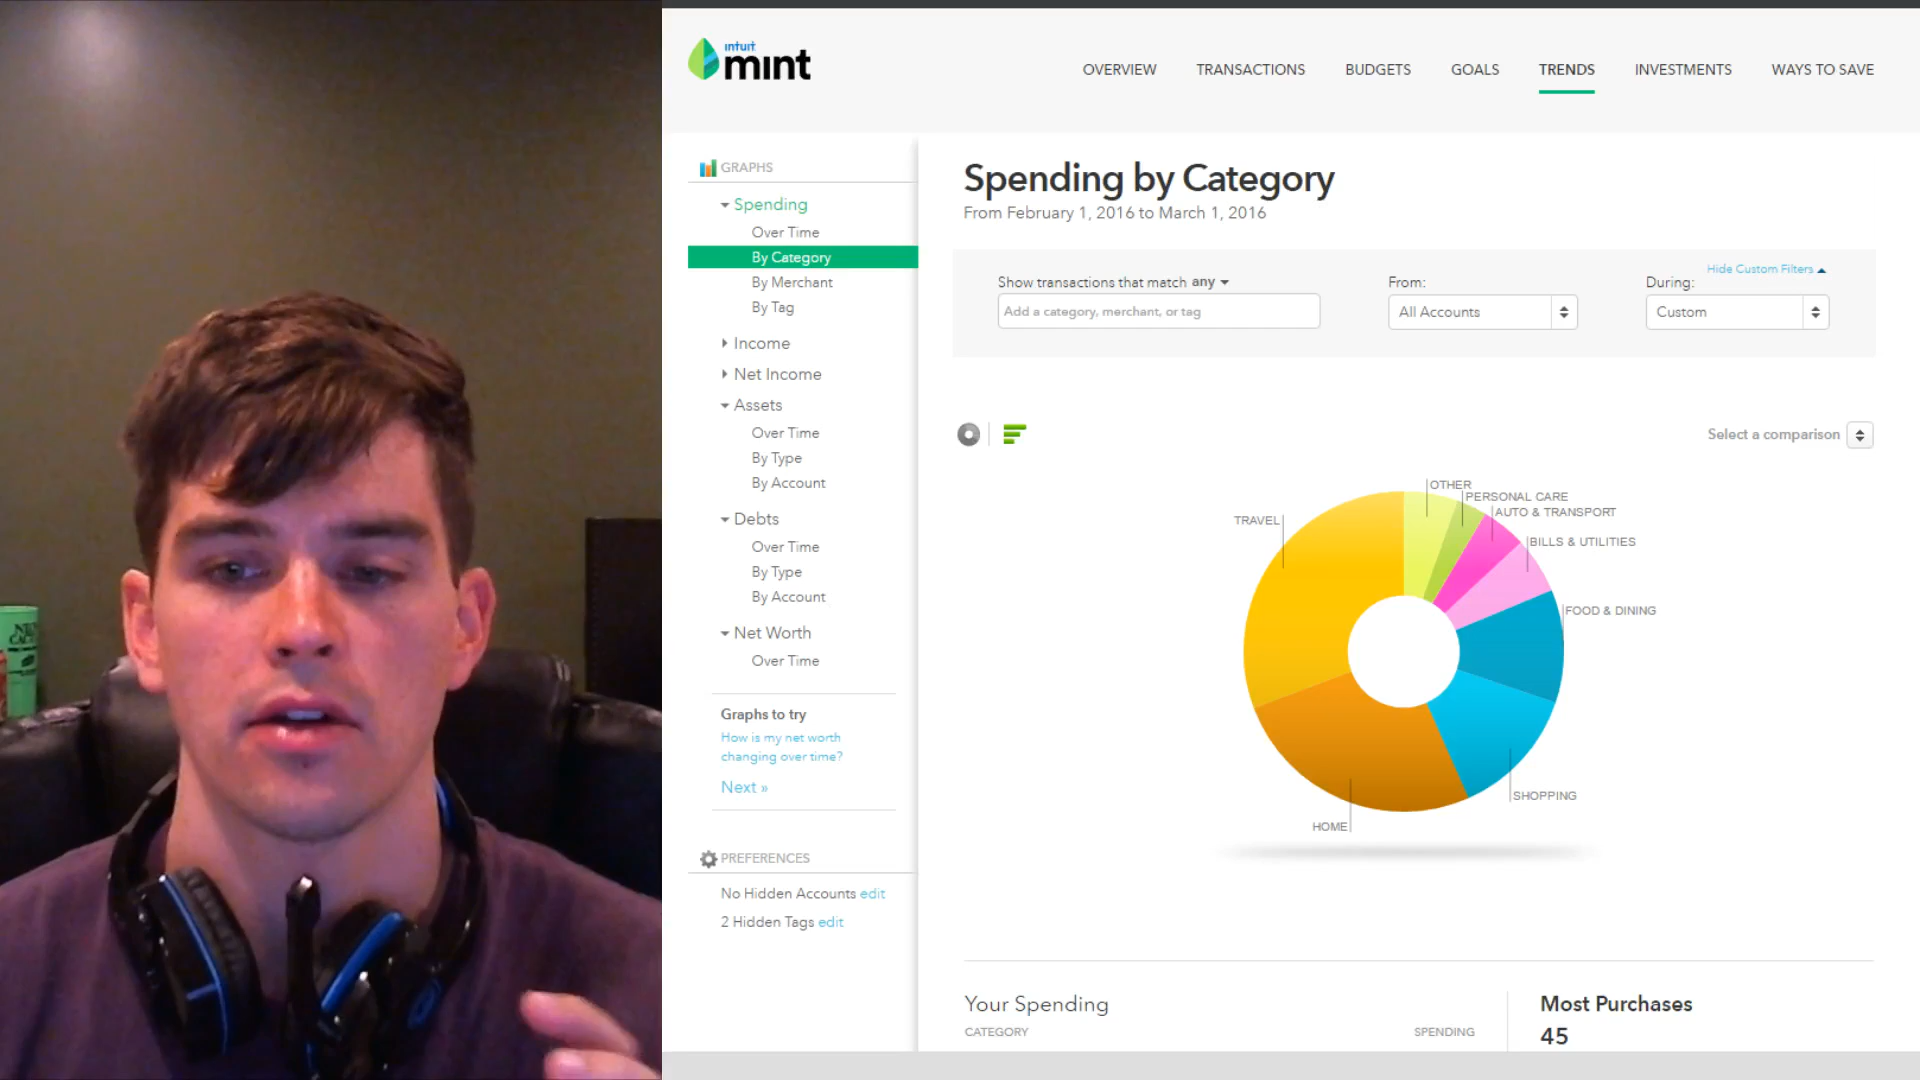 intuit
mint
OVERVIEW TRANSACTIONS BUDGETS GOALS TRENDS INVESTMENTS WAYS TO SAVE
GRAPHS
Spending
Over Time
By Category
By Merchant
By Tag
Income
Net Income
Assets
Over Time
By Type
By Account
Debts
Over Time
By Type
By Account
Net Worth
Over Time
Graphs to try
How is my net worth
changing over time?
Next »
PREFERENCES
No Hidden Accounts edit
2 Hidden Tags edit
Spending by Category
From February 1, 2016 to March 1, 2016
Hide Custom Filters
Show transactions that match any
Add a category, merchant, or tag
From:
All Accounts
During:
Custom
Select a comparison
OTHER
PERSONAL CARE
AUTO & TRANSPORT
TRAVEL
BILLS & UTILITIES
FOOD & DINING
SHOPPING
HOME
Your Spending
CATEGORY SPENDING
Most Purchases
45